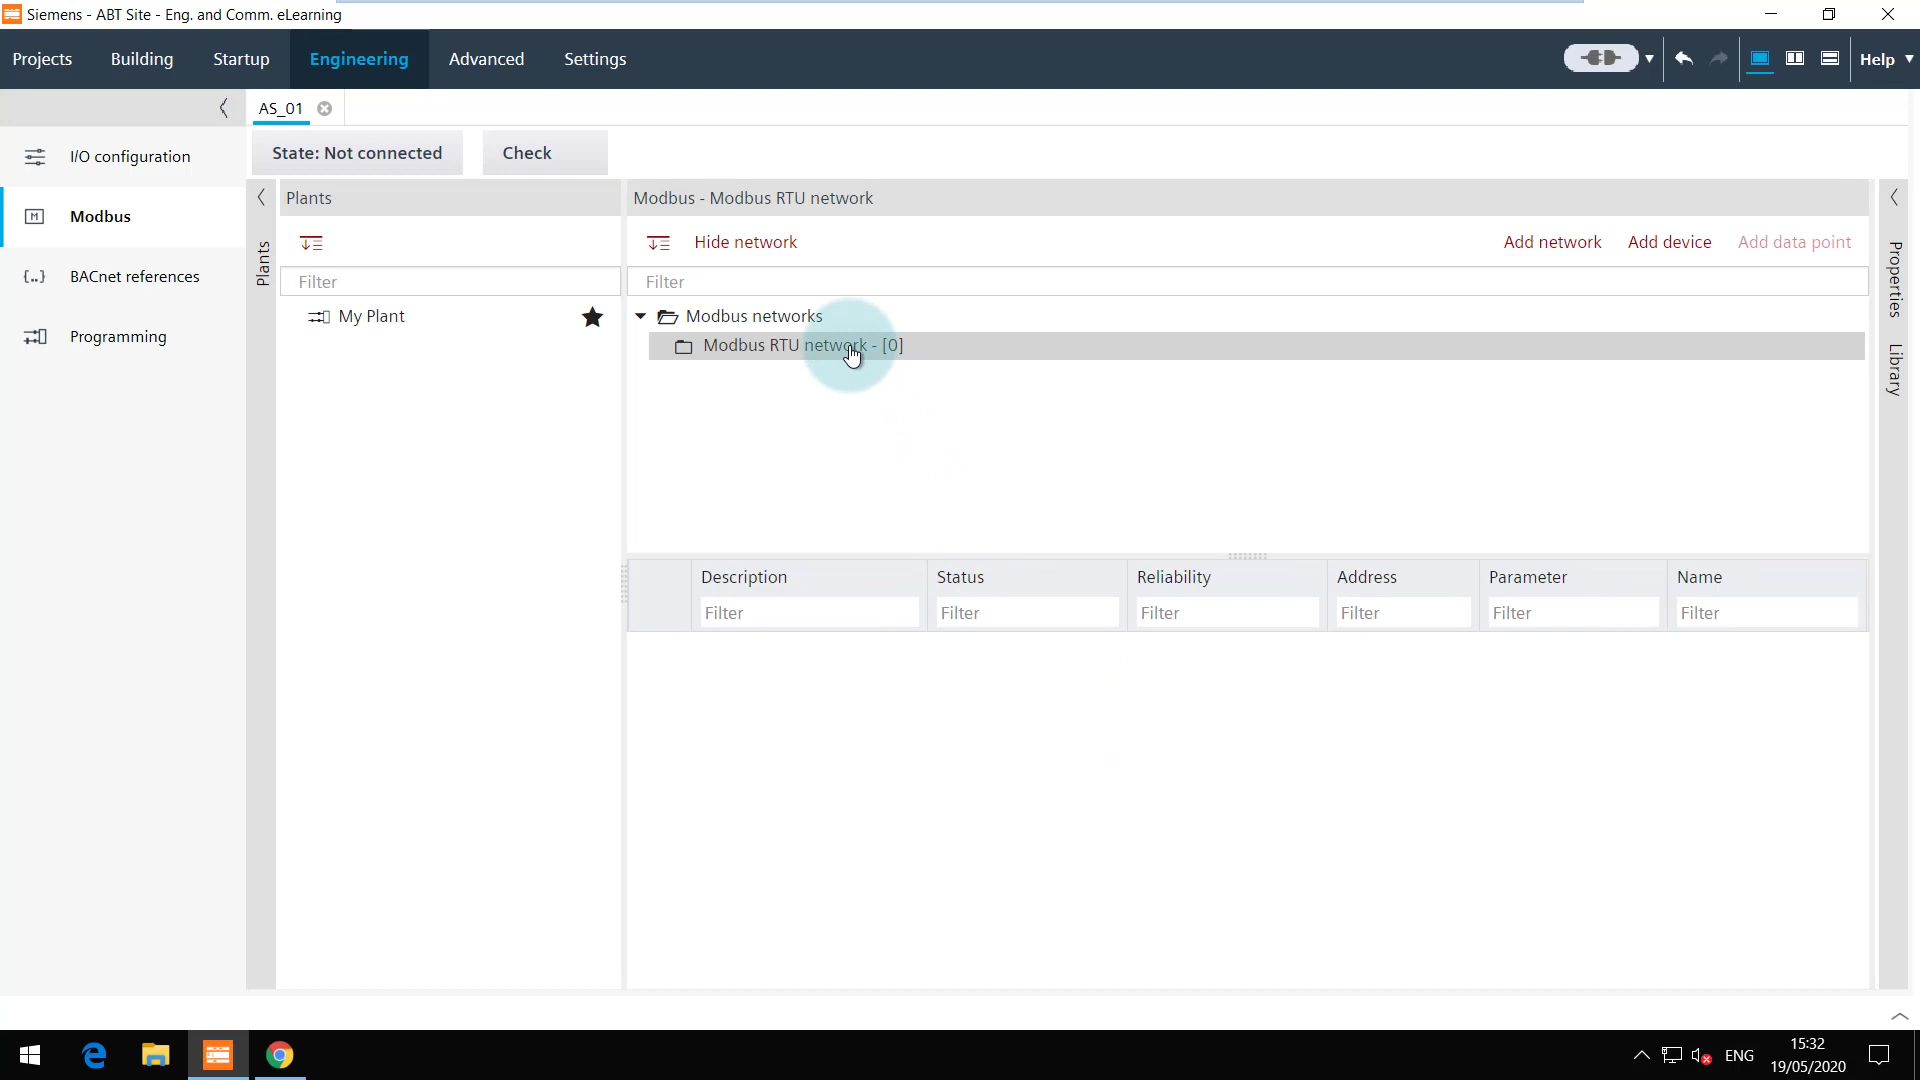 Siemens - ABT Site - Eng. and Comm. eLearning
Projects Building Startup Engineering Advanced Settings Help
AS_01
I/O configuration
State: Not connected Check
Modbus
BACnet references
Programming
Plants
Plants
Filter
My Plant
Modbus - Modbus RTU network
Hide network Add network Add device Add data point
Filter
Modbus networks
Modbus RTU network - [0]
Description Status Reliability Address Parameter Name
Filter Filter Filter Filter Filter Filter
Properties
Library
ENG
15:32
19/05/2020